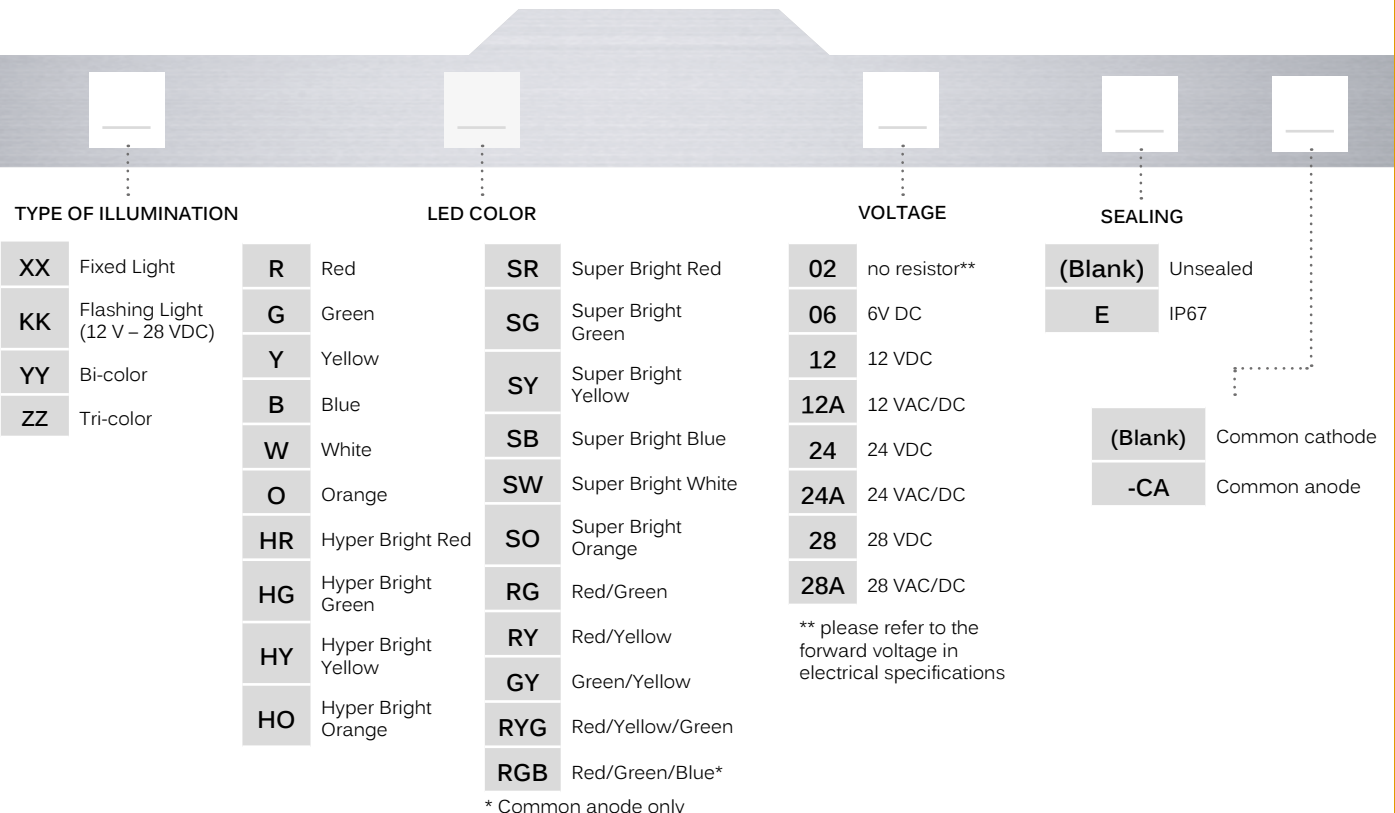 TYPE OF ILLUMINATION
XX Fixed Light
KK Flashing Light
(12 V – 28 VDC)
YY Bi-color
ZZ Tri-color
LED COLOR
R Red
G Green
Y Yellow
B Blue
W White
O Orange
HR Hyper Bright Red
HG Hyper Bright
Green
HY Hyper Bright
Yellow
HO Hyper Bright
Orange
SR Super Bright Red
SG Super Bright
Green
SY Super Bright
Yellow
SB Super Bright Blue
SW Super Bright White
SO Super Bright
Orange
RG Red/Green
RY Red/Yellow
GY Green/Yellow
RYG Red/Yellow/Green
RGB Red/Green/Blue*
* Common anode only
VOLTAGE
02 no resistor**
06 6V DC
12 12 VDC
12A 12 VAC/DC
24 24 VDC
24A 24 VAC/DC
28 28 VDC
28A 28 VAC/DC
** please refer to the
forward voltage in
electrical specifications
SEALING
(Blank) Unsealed
E IP67
(Blank) Common cathode
-CA Common anode